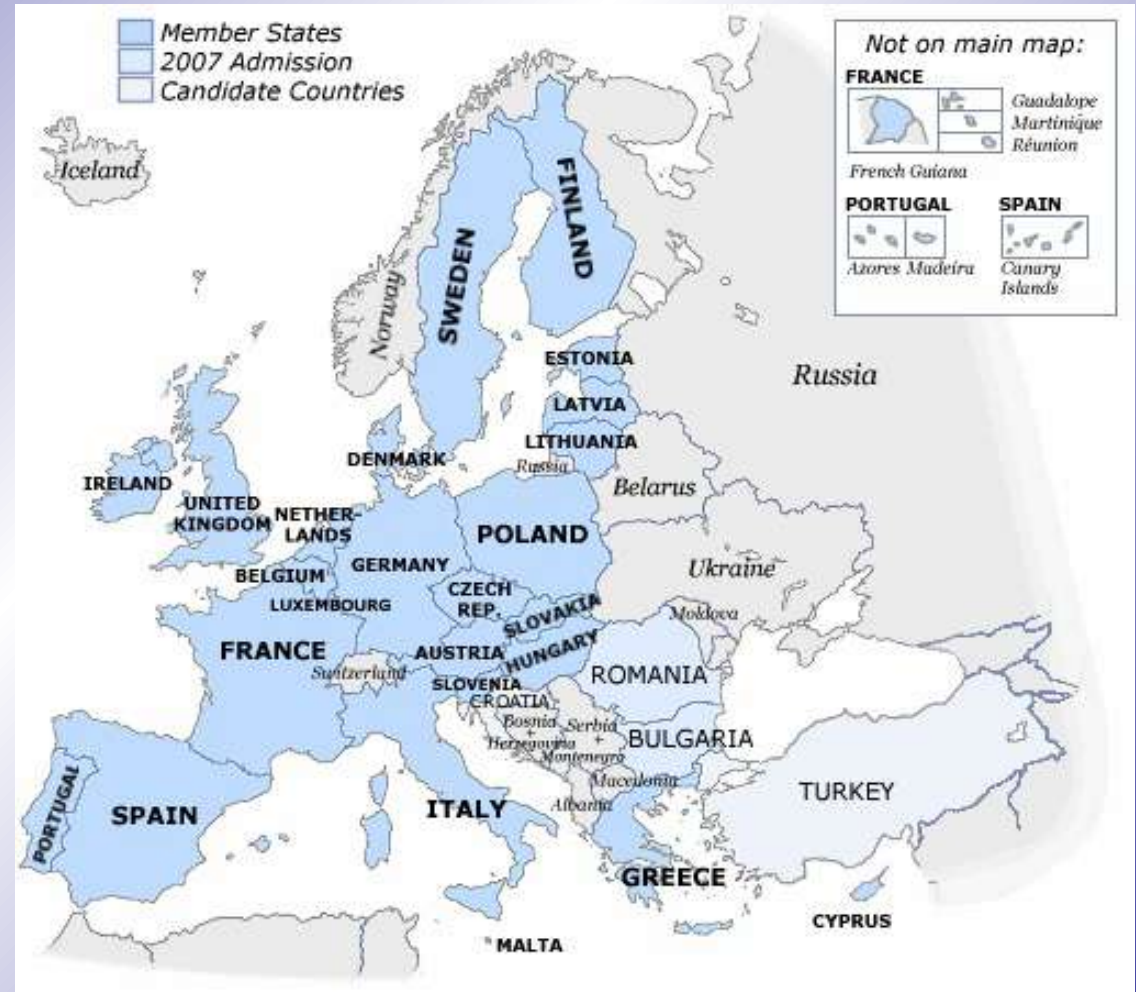 Member States
2007 Admission
Candidate Countries
Not on main map:
FRANCE
Guadalope
Martinique
Réunion
French Guiana
PORTUGAL
SPAIN
Azores
Madeira
Canary
Islands
Iceland
FINLAND
SWEDEN
Norway
Russia
ESTONIA
LATVIA
LITHUANIA
Russia
DENMARK
IRELAND
UNITED
KINGDOM
NETHER-
LANDS
Belarus
POLAND
GERMANY
BELGIUM
LUXEMBOURG
CZECH
REP.
Ukraine
SLOVAKIA
Moldova
FRANCE
Switzerland
AUSTRIA
HUNGARY
SLOVENIA
ROMANIA
CROATIA
Bosnia
+
Herzegovina
Serbia
+
Montenegro
BULGARIA
Macedonia
Albania
PORTUGAL
SPAIN
ITALY
TURKEY
GREECE
CYPRUS
MALTA